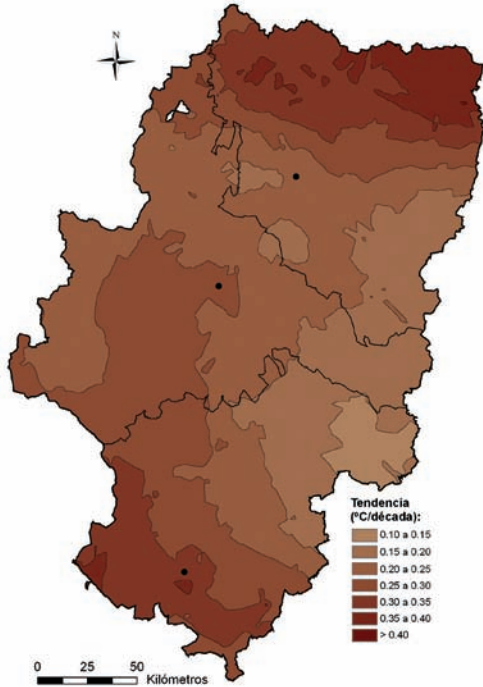 N
Tendencia
(ºC/década):
0.10 a 0.15
0.15 a 0.20
0.20 a 0.25
0.25 a 0.30
0.30 a 0.35
0.35 a 0.40
> 0.40
0 25 50
Kilómetros